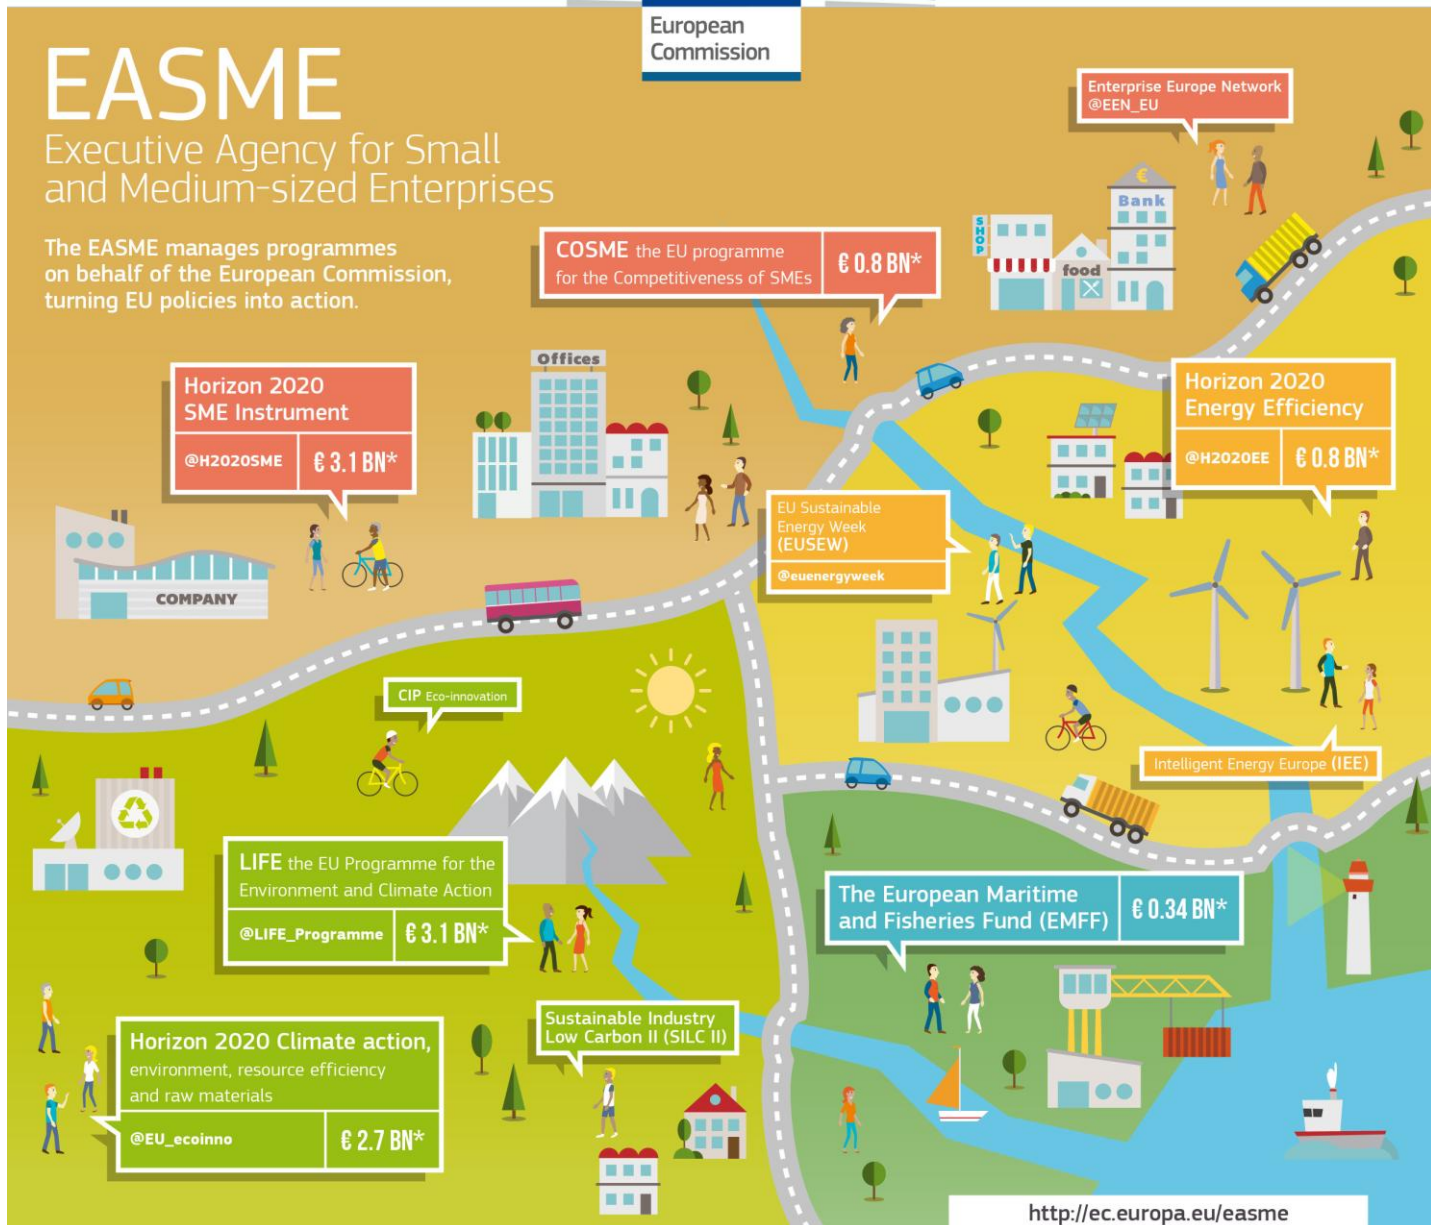 European
Commission
EASME
Executive Agency for Small
and Medium-sized Enterprises
The EASME manages programmes
on behalf of the European Commission,
turning EU policies into action.
Enterprise Europe Network
@EEN_EU
COSME the EU programme
for the Competitiveness of SMEs
€ 0.8 BN*
SHOP
food
€
Bank
Offices
Horizon 2020
SME Instrument
@H2020SME
€ 3.1 BN*
COMPANY
Horizon 2020
Energy Efficiency
@H2020EE
€ 0.8 BN*
EU Sustainable
Energy Week
(EUSEW)
@euenergyweek
CIP Eco-innovation
Intelligent Energy Europe (IEE)
LIFE the EU Programme for the
Environment and Climate Action
@LIFE_Programme
€ 3.1 BN*
The European Maritime
and Fisheries Fund (EMFF)
€ 0.34 BN*
Sustainable Industry
Low Carbon II (SILC II)
Horizon 2020 Climate action,
environment, resource efficiency
and raw materials
@EU_ecoinno
€ 2.7 BN*
http://ec.europa.eu/easme